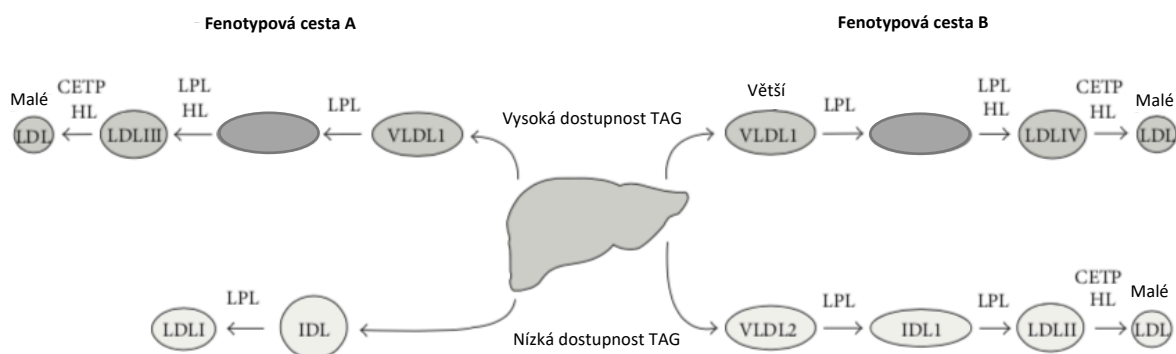 Fenotypová cesta A
Fenotypová cesta B
Malé
CETP
HL
LPL
HL
LPL
LDL
LDLIII
VLDL1
Vysoká dostupnost TAG
Větší
LPL
LPL
HL
CETP
HL
Malé
VLDL1
LDLIV
LDL
LPL
LDLI
IDL
Nízká dostupnost TAG
LPL
LPL
CETP
HL
Malé
VLDL2
IDL1
LDLII
LDL